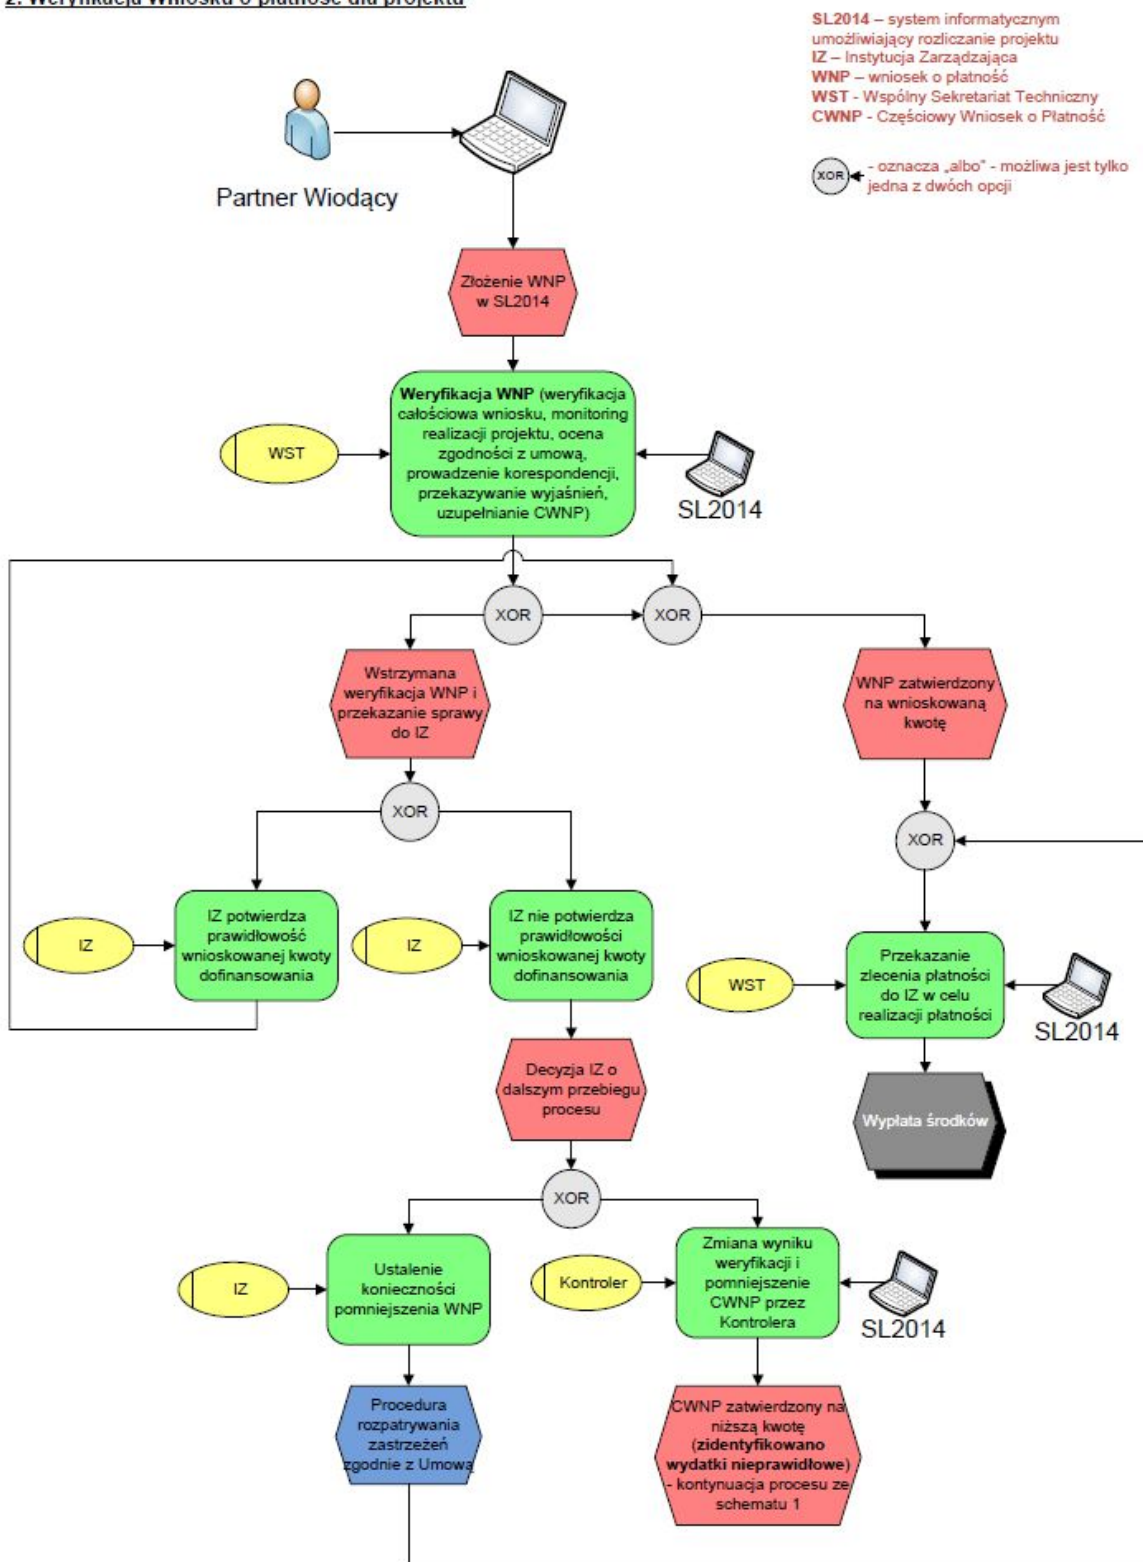 2. Weryfikacja Wniosku o płatność dla projektu
SL2014 – system informatycznym
umożliwiający rozliczanie projektu
IZ – Instytucja Zarządzająca
WNP – wniosek o płatność
WST - Wspólny Sekretariat Techniczny
CWNP - Częściowy Wniosek o Płatność
XOR
- oznacza „albo” - możliwa jest tylko
jedna z dwóch opcji
Partner Wiodący
Złożenie WNP
w SL2014
Weryfikacja WNP (weryfikacja
całościowa wniosku, monitoring
realizacji projektu, ocena
zgodności z umową,
prowadzenie korespondencji,
przekazywanie wyjaśnień,
uzupełnianie CWNP)
WST
SL2014
XOR
XOR
Wstrzymana
weryfikacja WNP i
przekazanie sprawy
do IZ
WNP zatwierdzony
na wnioskowaną
kwotę
XOR
XOR
IZ
IZ potwierdza
prawidłowość
wnioskowanej kwoty
dofinansowania
IZ
IZ nie potwierdza
prawidłowości
wnioskowanej kwoty
dofinansowania
WST
Przekazanie
zlecenia płatności
do IZ w celu
realizacji płatności
SL2014
Decyzja IZ o
dalszym przebiegu
procesu
Wypłata środków
XOR
IZ
Ustalenie
konieczności
pomniejszenia WNP
Kontroler
Zmiana wyniku
weryfikacji i
pomniejszenie
CWNP przez
Kontrolera
SL2014
Procedura
rozpatrywania
zastrzeżeń
zgodnie z Umową
CWNP zatwierdzony na
niższą kwotę
(zidentyfikowano
wydatki nieprawidłowe)
- kontynuacja procesu ze
schematu 1